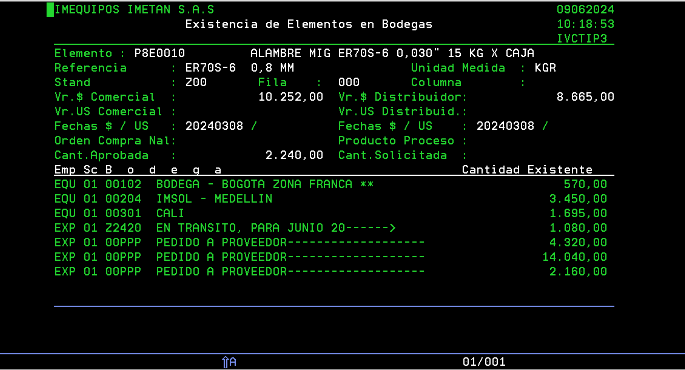 IMEQUIPOS IMETAN S.A.S 09062024
Existencia de Elementos en Bodegas 10:18:53
IVCTIP3
Elemento : P8E0010 ALAMBRE MIG ER70S-6 0,030" 15 KG X CAJA
Referencia : ER70S-6 0,8 MM Unidad Medida : KGR
Stand : Z00 Fila : 000 Columna :
Vr.$ Comercial : 10.252,00 Vr.$ Distribuidor: 8.665,00
Vr.US Comercial : Vr.US Distribuid.:
Fechas $ / US : 20240308 / Fechas $ / US : 20240308 /
Orden Compra Nal: Producto Proceso :
Cant.Aprobada : 2.240,00 Cant.Solicitada :
Emp Sc B o d e g a Cantidad Existente
EQU 01 00102 BODEGA - BOGOTA ZONA FRANCA ** 570,00
EQU 01 00204 IMSOL - MEDELLIN 3.450,00
EQU 01 00301 CALI 1.695,00
EXP 01 Z2420 EN TRANSITO, PARA JUNIO 20------> 1.080,00
EXP 01 00PPP PEDIDO A PROVEEDOR------------------- 4.320,00
EXP 01 00PPP PEDIDO A PROVEEDOR------------------- 14.040,00
EXP 01 00PPP PEDIDO A PROVEEDOR------------------- 2.160,00
⇧A 01/001